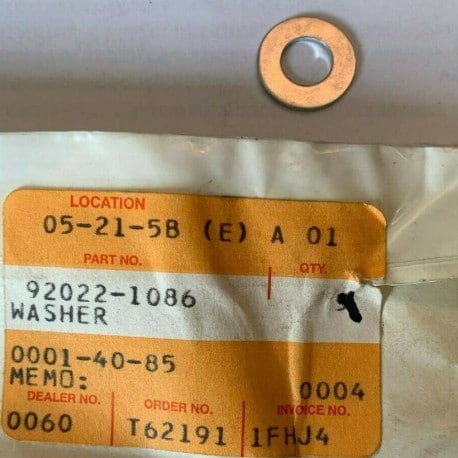 LOCATION
05-21-5B (E) A 01
PART NO. QTY.
92022-1086
WASHER
0001-40-85
MEMO: 0004
DEALER NO. ORDER NO. INVOICE NO.
0060 T62191 1FHJ4